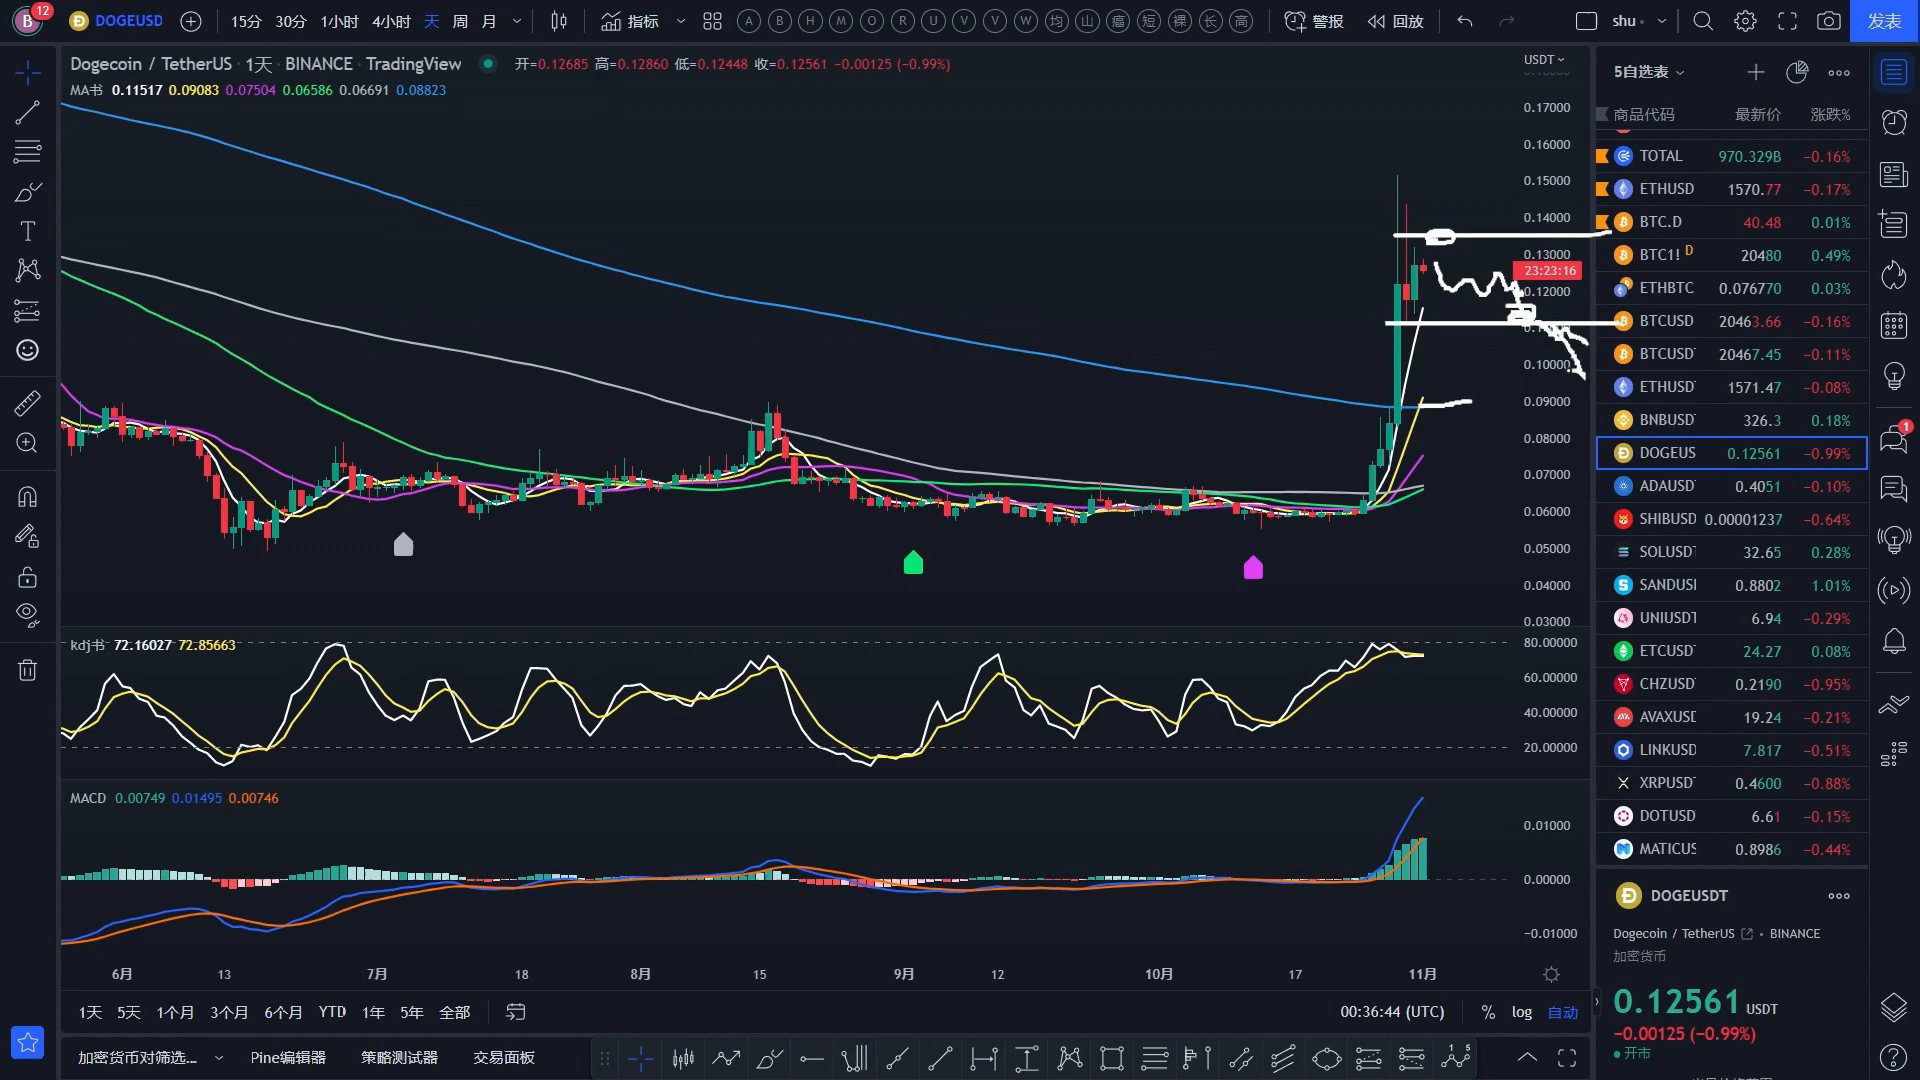 B 12 DOGEUSD 15分 30分 1小时 4小时 天 周 月 指标 A B H M O R U V V W 均 山 短 裸 长 高 警报 回放 shu 发表
Dogecoin / TetherUS · 1天 · BINANCE · TradingView 开=0.12685 高=0.12860 低=0.12448 收=0.12561 −0.00125 (−0.99%)
MA书 0.11517 0.09083 0.07504 0.06586 0.06691 0.08823
USDT
0.17000
0.16000
0.15000
0.14000
0.13000
23:23:16
0.12000
0.10000
0.09000
0.08000
0.07000
0.06000
0.05000
0.04000
0.03000
kdj书 72.16027 72.85663
80.00000
60.00000
40.00000
20.00000
MACD 0.00749 0.01495 0.00746
0.01000
0.00000
−0.01000
6月 13 7月 18 8月 15 9月 12 10月 17 11月
1天 5天 1个月 3个月 6个月 YTD 1年 5年 全部 00:36:44 (UTC) % log 自动
加密货币对筛选... Pine编辑器 策略测试器 交易面板
5自选表
商品代码 最新价 涨跌%
TOTAL 970.329B −0.16%
ETHUSD 1570.77 −0.17%
BTC.D 40.48 0.01%
BTC1! D 20480 0.49%
ETHBTC 0.076770 0.03%
BTCUSD 20463.66 −0.16%
BTCUSD 20467.45 −0.11%
ETHUSD 1571.47 −0.08%
BNBUSD 326.3 0.18%
DOGEUS 0.12561 −0.99%
ADAUSD 0.4051 −0.10%
SHIBUSD 0.00001237 −0.64%
SOLUSD 32.65 0.28%
SANDUS 0.8802 1.01%
UNIUSD 6.94 −0.29%
ETCUSD 24.27 0.08%
CHZUSD 0.2190 −0.95%
AVAXUS 19.24 −0.21%
LINKUSD 7.817 −0.51%
XRPUSD 0.4600 −0.88%
DOTUSD 6.61 −0.15%
MATICUS 0.8986 −0.44%
1
DOGEUSDT
Dogecoin / TetherUS · BINANCE
加密货币
0.12561 USDT
−0.00125 (−0.99%)
开市